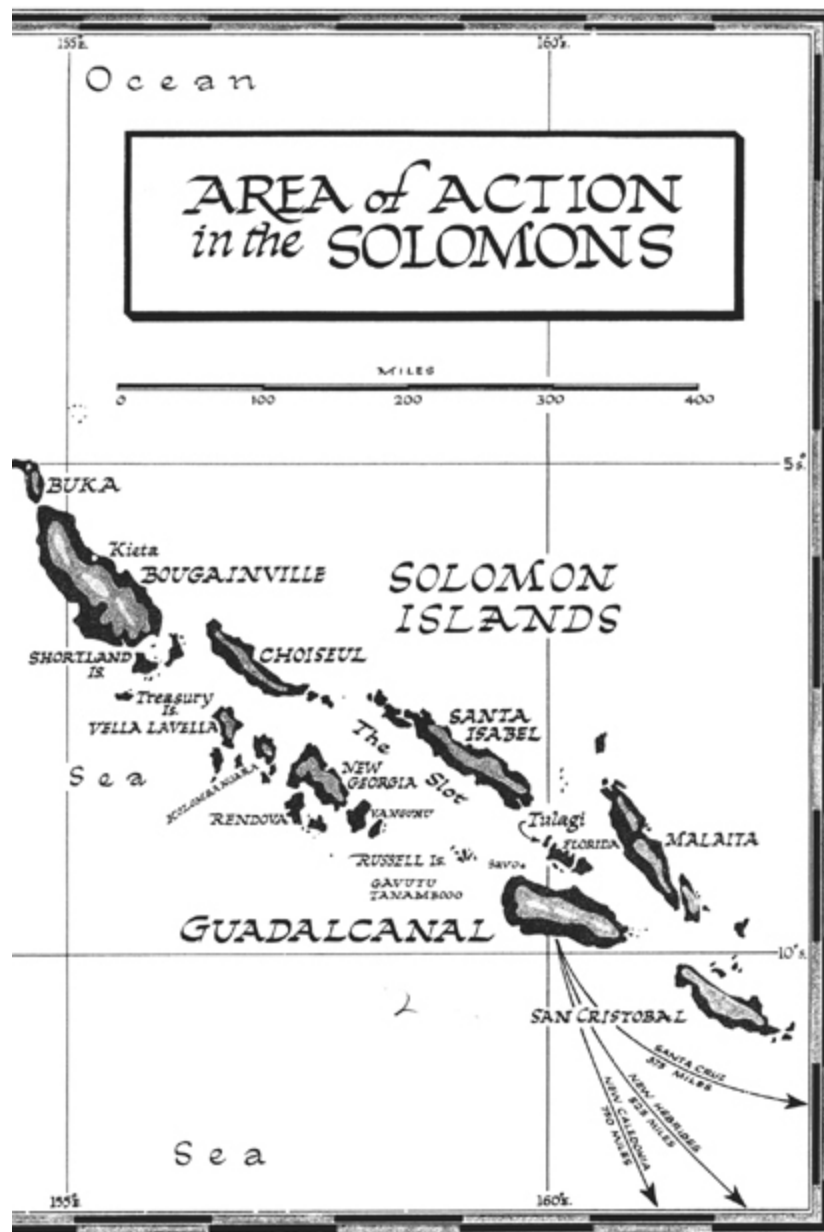 155°E.
160°E.
Ocean
AREA of ACTION
in the SOLOMONS
MILES
0 100 200 300 400
5°S.
BUKA
Kieta
BOUGAINVILLE
SOLOMON
ISLANDS
SHORTLAND
IS.
CHOISEUL
Treasury
Is.
VELLA LAVELLA
SANTA
ISABEL
The Slot
Sea
KOLOMBANGARA
NEW
GEORGIA
RENDOVA
VANGUNU
Tulagi
FLORIDA
MALAITA
RUSSELL Is.
SAVO
GAVUTU
TANAMBOGO
GUADALCANAL
10°S.
SAN CRISTOBAL
SANTA CRUZ
375 MILES
NEW HEBRIDES
525 MILES
NEW CALEDONIA
750 MILES
Sea
155°E.
160°E.